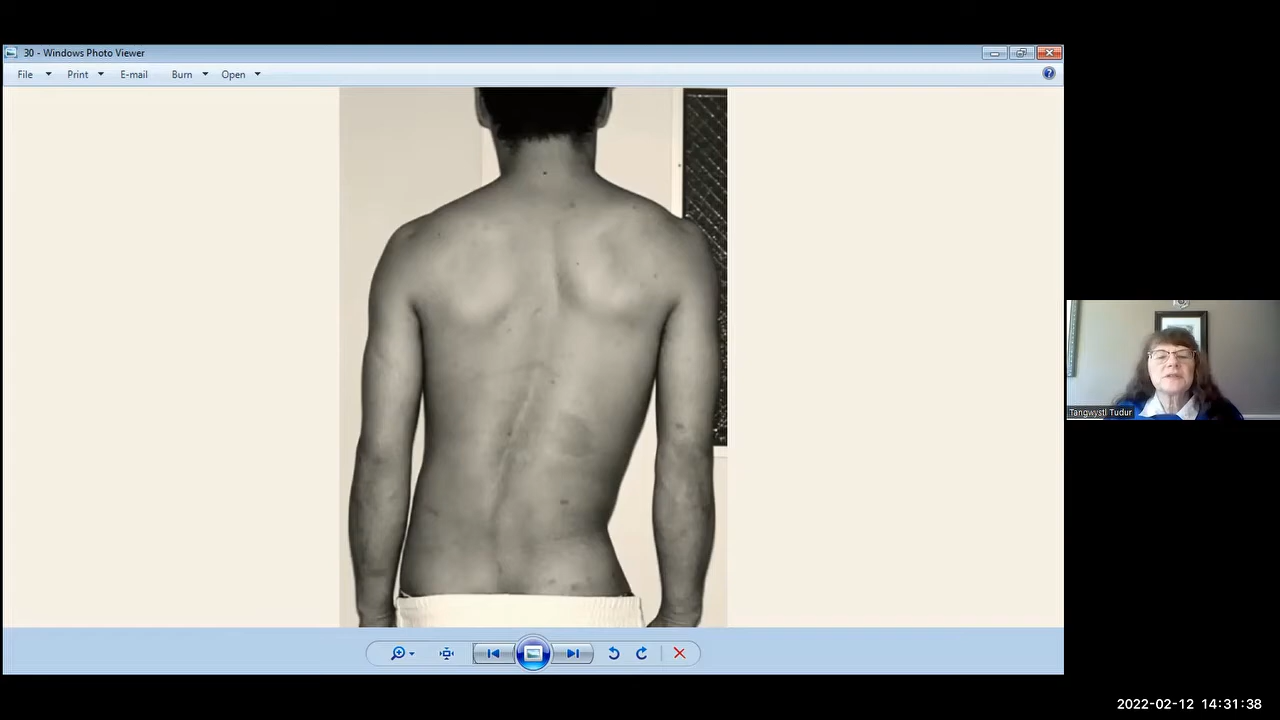 30 - Windows Photo Viewer
File Print E-mail Burn Open
Tangwystl Tudur
2022-02-12 14:31:38